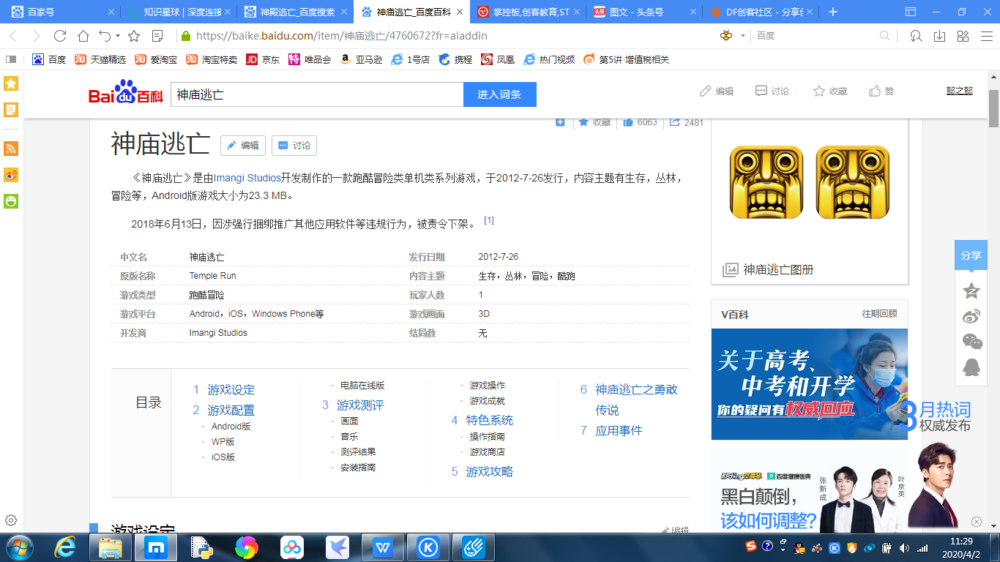 百家号
知识星球 | 深度连接
神殿逃亡_百度搜索
神庙逃亡_百度百科
掌控板,创客教育,ST
图文 - 头条号
DF创客社区 - 分享创
https://baike.baidu.com/item/神庙逃亡/4760672?fr=aladdin
百度
百度
天猫精选
爱淘宝
淘宝特卖
京东
唯品会
亚马逊
1号店
携程
凤凰
热门视频
第5讲 增值税相关
Bai du 百科
神庙逃亡
进入词条
编辑
讨论
收藏
赞
懿之懿
收藏
6063
2481
神庙逃亡
编辑
讨论
《神庙逃亡》是由Imangi Studios开发制作的一款跑酷冒险类单机类系列游戏，于2012-7-26发行，内容主题有生存，丛林，
冒险等，Android版游戏大小为23.3 MB。
2018年6月13日，因涉强行捆绑推广其他应用软件等违规行为，被责令下架。 [1]
中文名 神庙逃亡 发行日期 2012-7-26
原版名称 Temple Run 内容主题 生存，丛林，冒险，酷跑
游戏类型 跑酷冒险 玩家人数 1
游戏平台 Android，iOS，Windows Phone等 游戏画面 3D
开发商 Imangi Studios 结局数 无
目录
1 游戏设定
2 游戏配置
- Android版
- WP版
- iOS版
- 电脑在线版
3 游戏测评
- 画面
- 音乐
- 测评结果
- 安装指南
- 游戏操作
- 游戏成就
4 特色系统
- 操作指南
- 游戏商店
5 游戏攻略
6 神庙逃亡之勇敢
传说
7 应用事件
游戏设定
编辑
神庙逃亡图册
V百科
往期回顾
关于高考、
中考和开学
你的疑问有权威回应
3月热词
权威发布
百度健康医典
黑白颠倒，
该如何调整?
张新成
叶京英
分享
11:29
2020/4/2